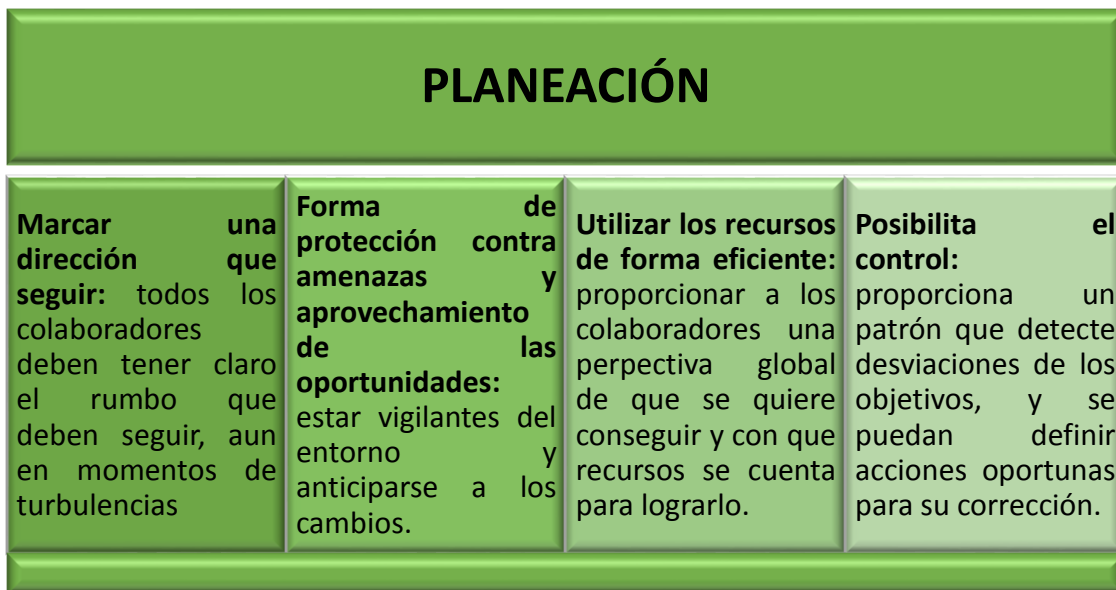 PLANEACIÓN
Marcar una
dirección que
seguir: todos los
colaboradores
deben tener claro
el rumbo que
deben seguir, aun
en momentos de
turbulencias
Forma de
protección contra
amenazas y
aprovechamiento
de las
oportunidades:
estar vigilantes del
entorno y
anticiparse a los
cambios.
Utilizar los recursos
de forma eficiente:
proporcionar a los
colaboradores una
perpectiva global
de que se quiere
conseguir y con que
recursos se cuenta
para lograrlo.
Posibilita el
control:
proporciona un
patrón que detecte
desviaciones de los
objetivos, y se
puedan definir
acciones oportunas
para su corrección.